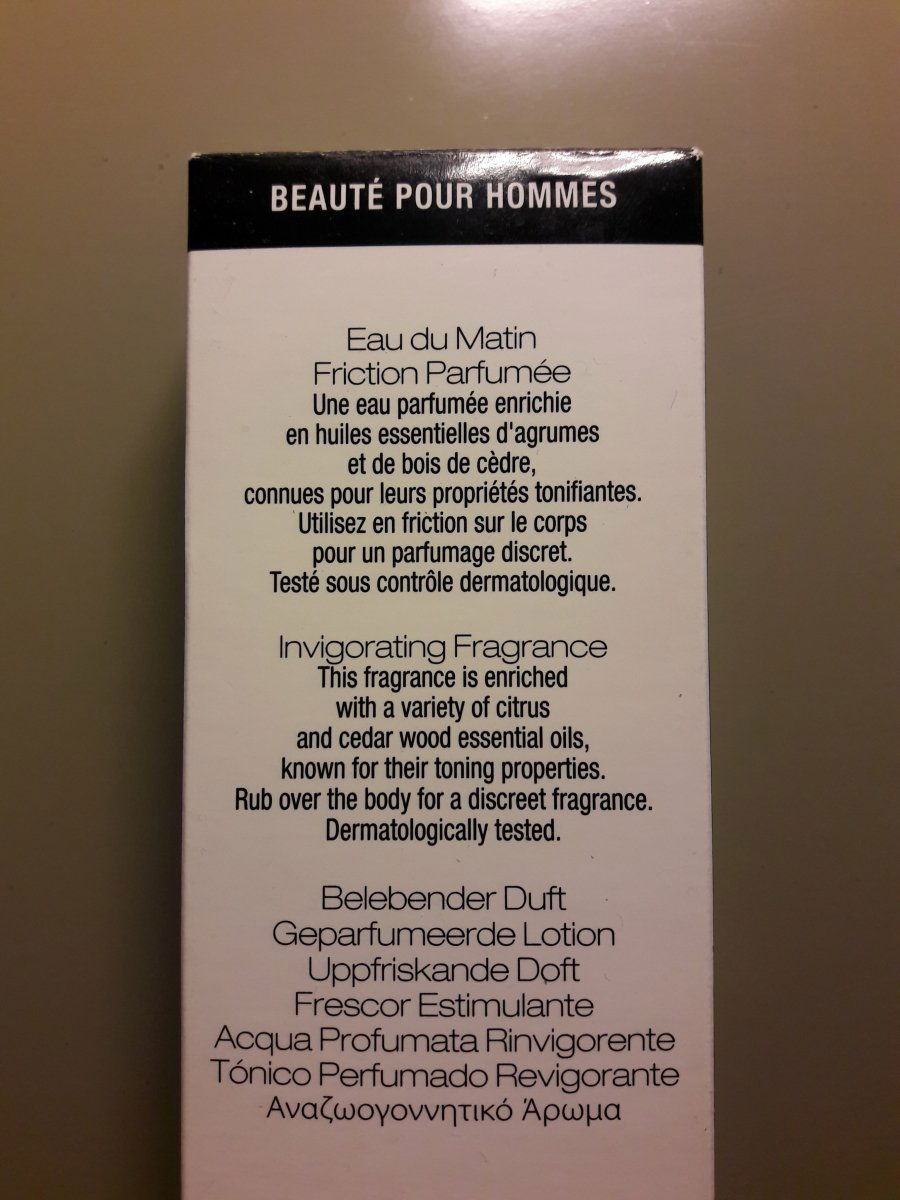 BEAUTÉ POUR HOMMES
Eau du Matin
Friction Parfumée
Une eau parfumée enrichie
en huiles essentielles d'agrumes
et de bois de cèdre,
connues pour leurs propriétés tonifiantes.
Utilisez en friction sur le corps
pour un parfumage discret.
Testé sous contrôle dermatologique.
Invigorating Fragrance
This fragrance is enriched
with a variety of citrus
and cedar wood essential oils,
known for their toning properties.
Rub over the body for a discreet fragrance.
Dermatologically tested.
Belebender Duft
Geparfumeerde Lotion
Uppfriskande Doft
Frescor Estimulante
Acqua Profumata Rinvigorente
Tónico Perfumado Revigorante
Αναζωογοννητικό Άρωμα